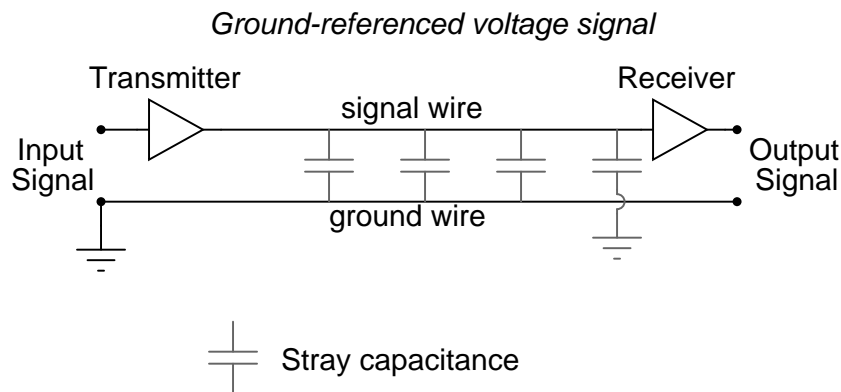 Ground-referenced voltage signal
Transmitter
Receiver
signal wire
Input
Signal
Output
Signal
ground wire
Stray capacitance